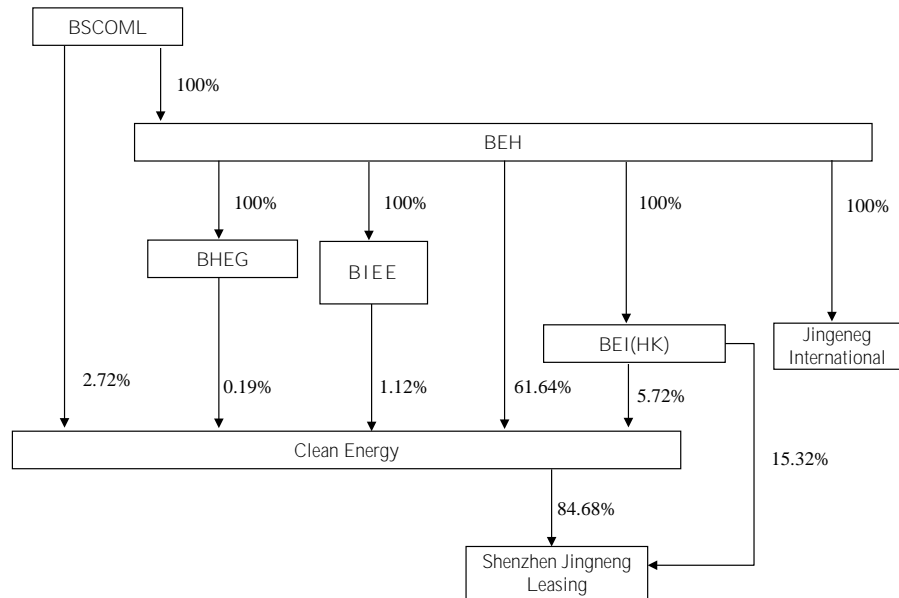 BSCOML
100%
BEH
100%
100%
100%
100%
BHEG
BIEE
BEI(HK)
Jingeneg
International
2.72%
0.19%
1.12%
61.64%
5.72%
Clean Energy
15.32%
84.68%
Shenzhen Jingneng
Leasing